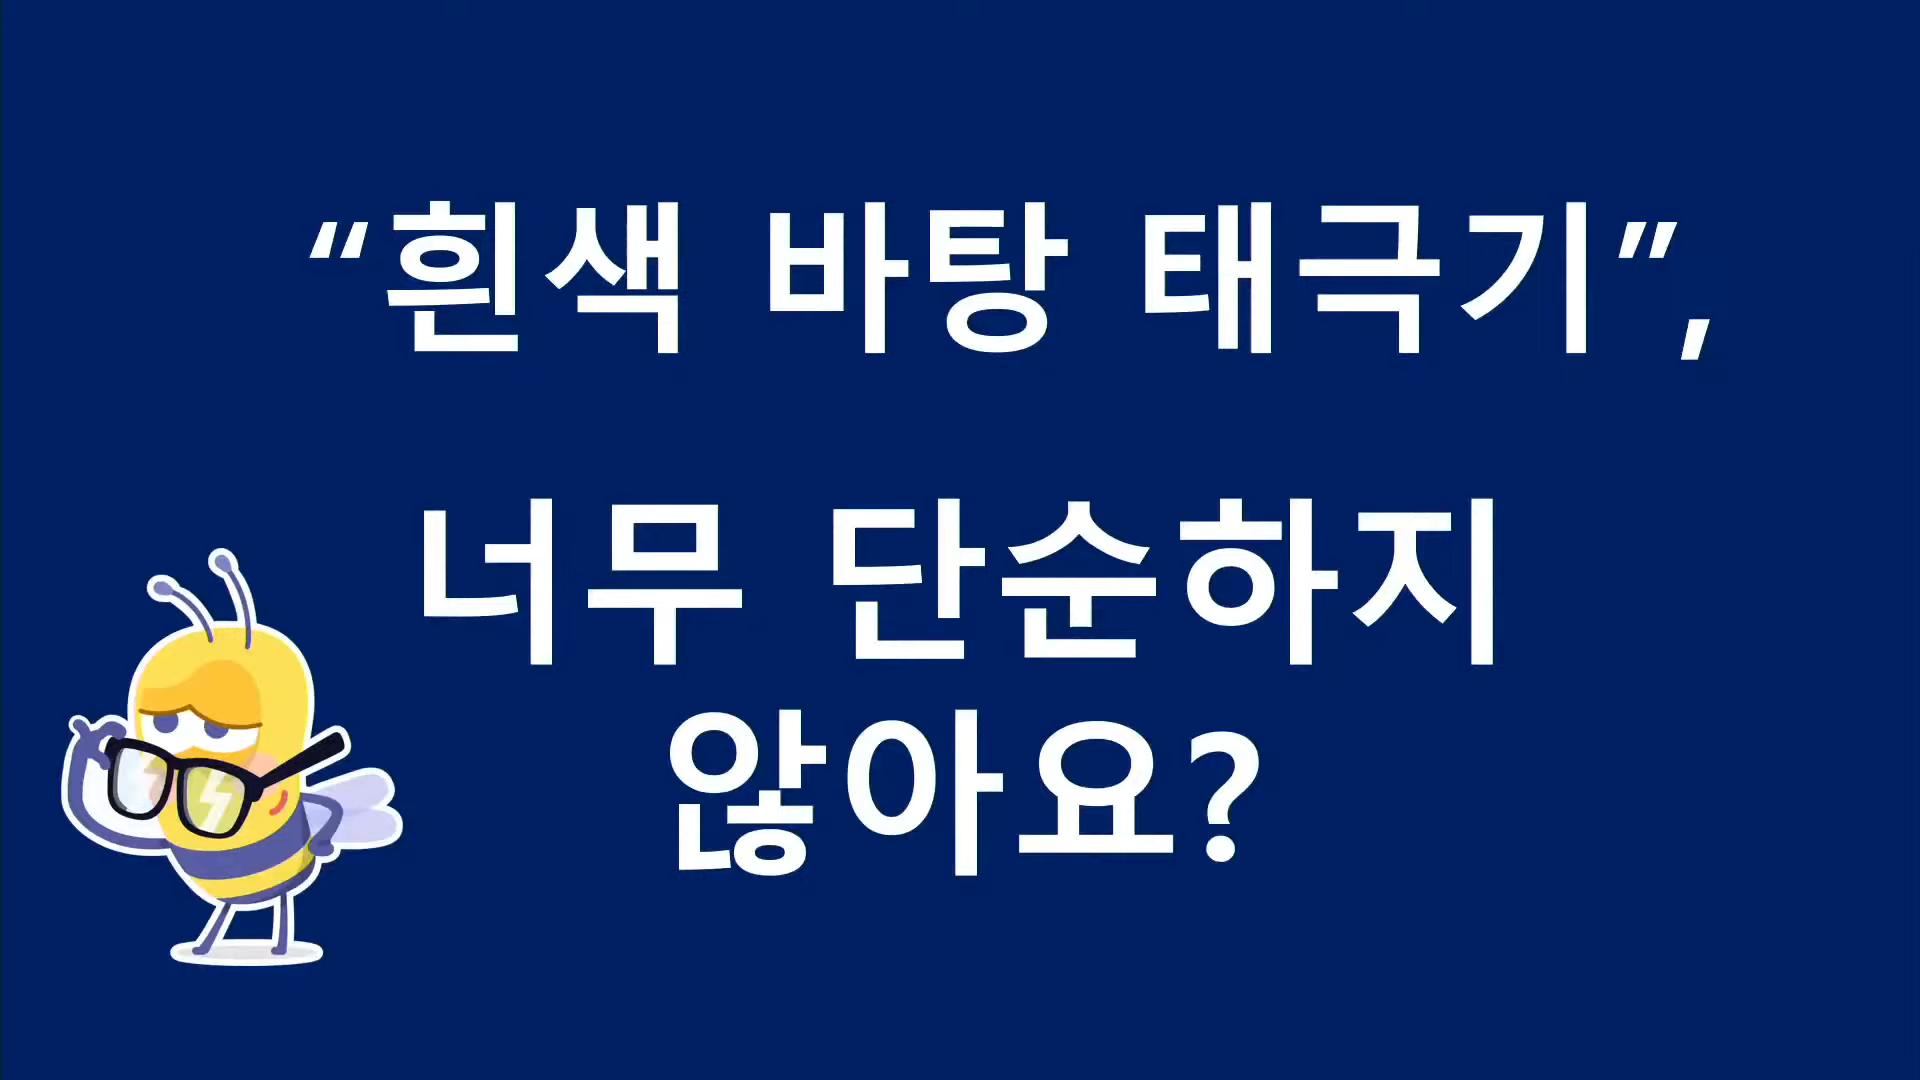 “흰색 바탕 태극기”,
너무 단순하지
않아요?